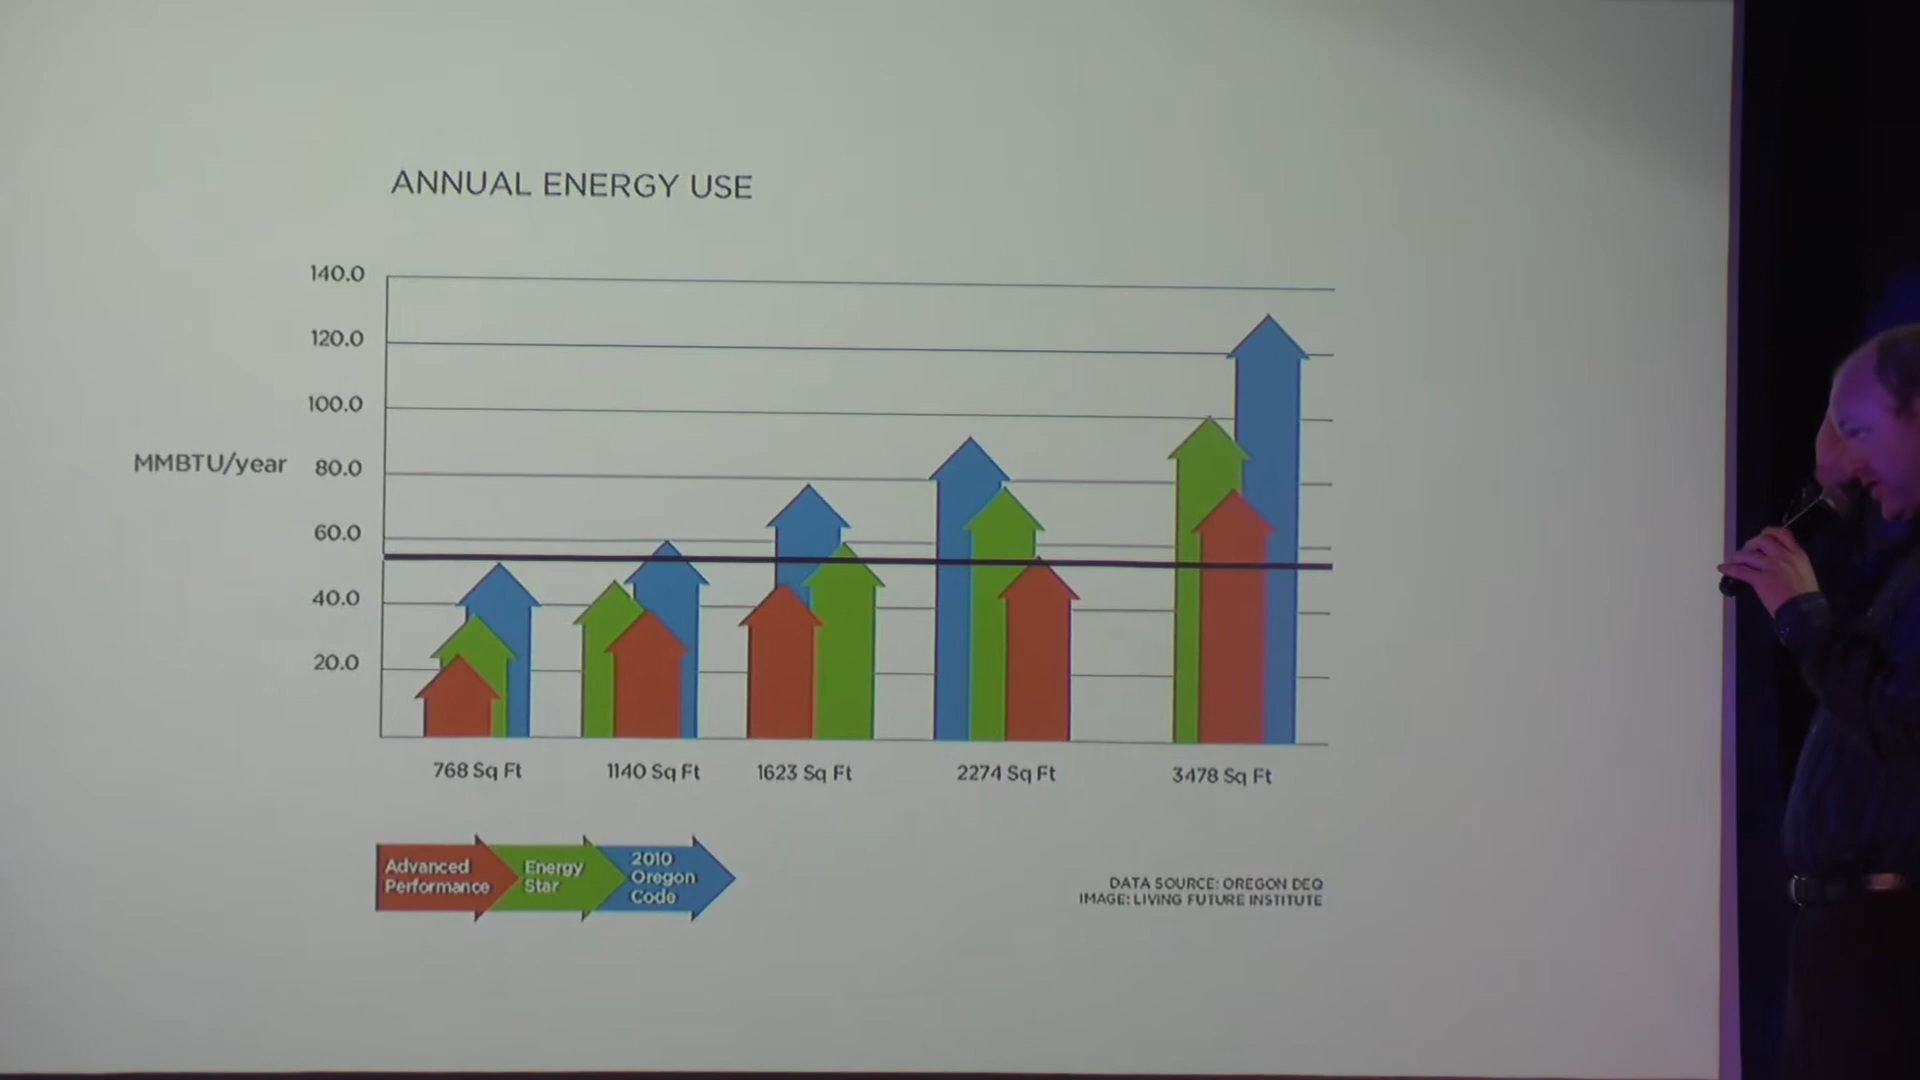 ANNUAL ENERGY USE
140.0
120.0
100.0
MMBTU/year 80.0
60.0
40.0
20.0
768 Sq Ft 1140 Sq Ft 1623 Sq Ft 2274 Sq Ft 3478 Sq Ft
Advanced
Performance
Energy
Star
2010
Oregon
Code
DATA SOURCE: OREGON DEQ
IMAGE: LIVING FUTURE INSTITUTE